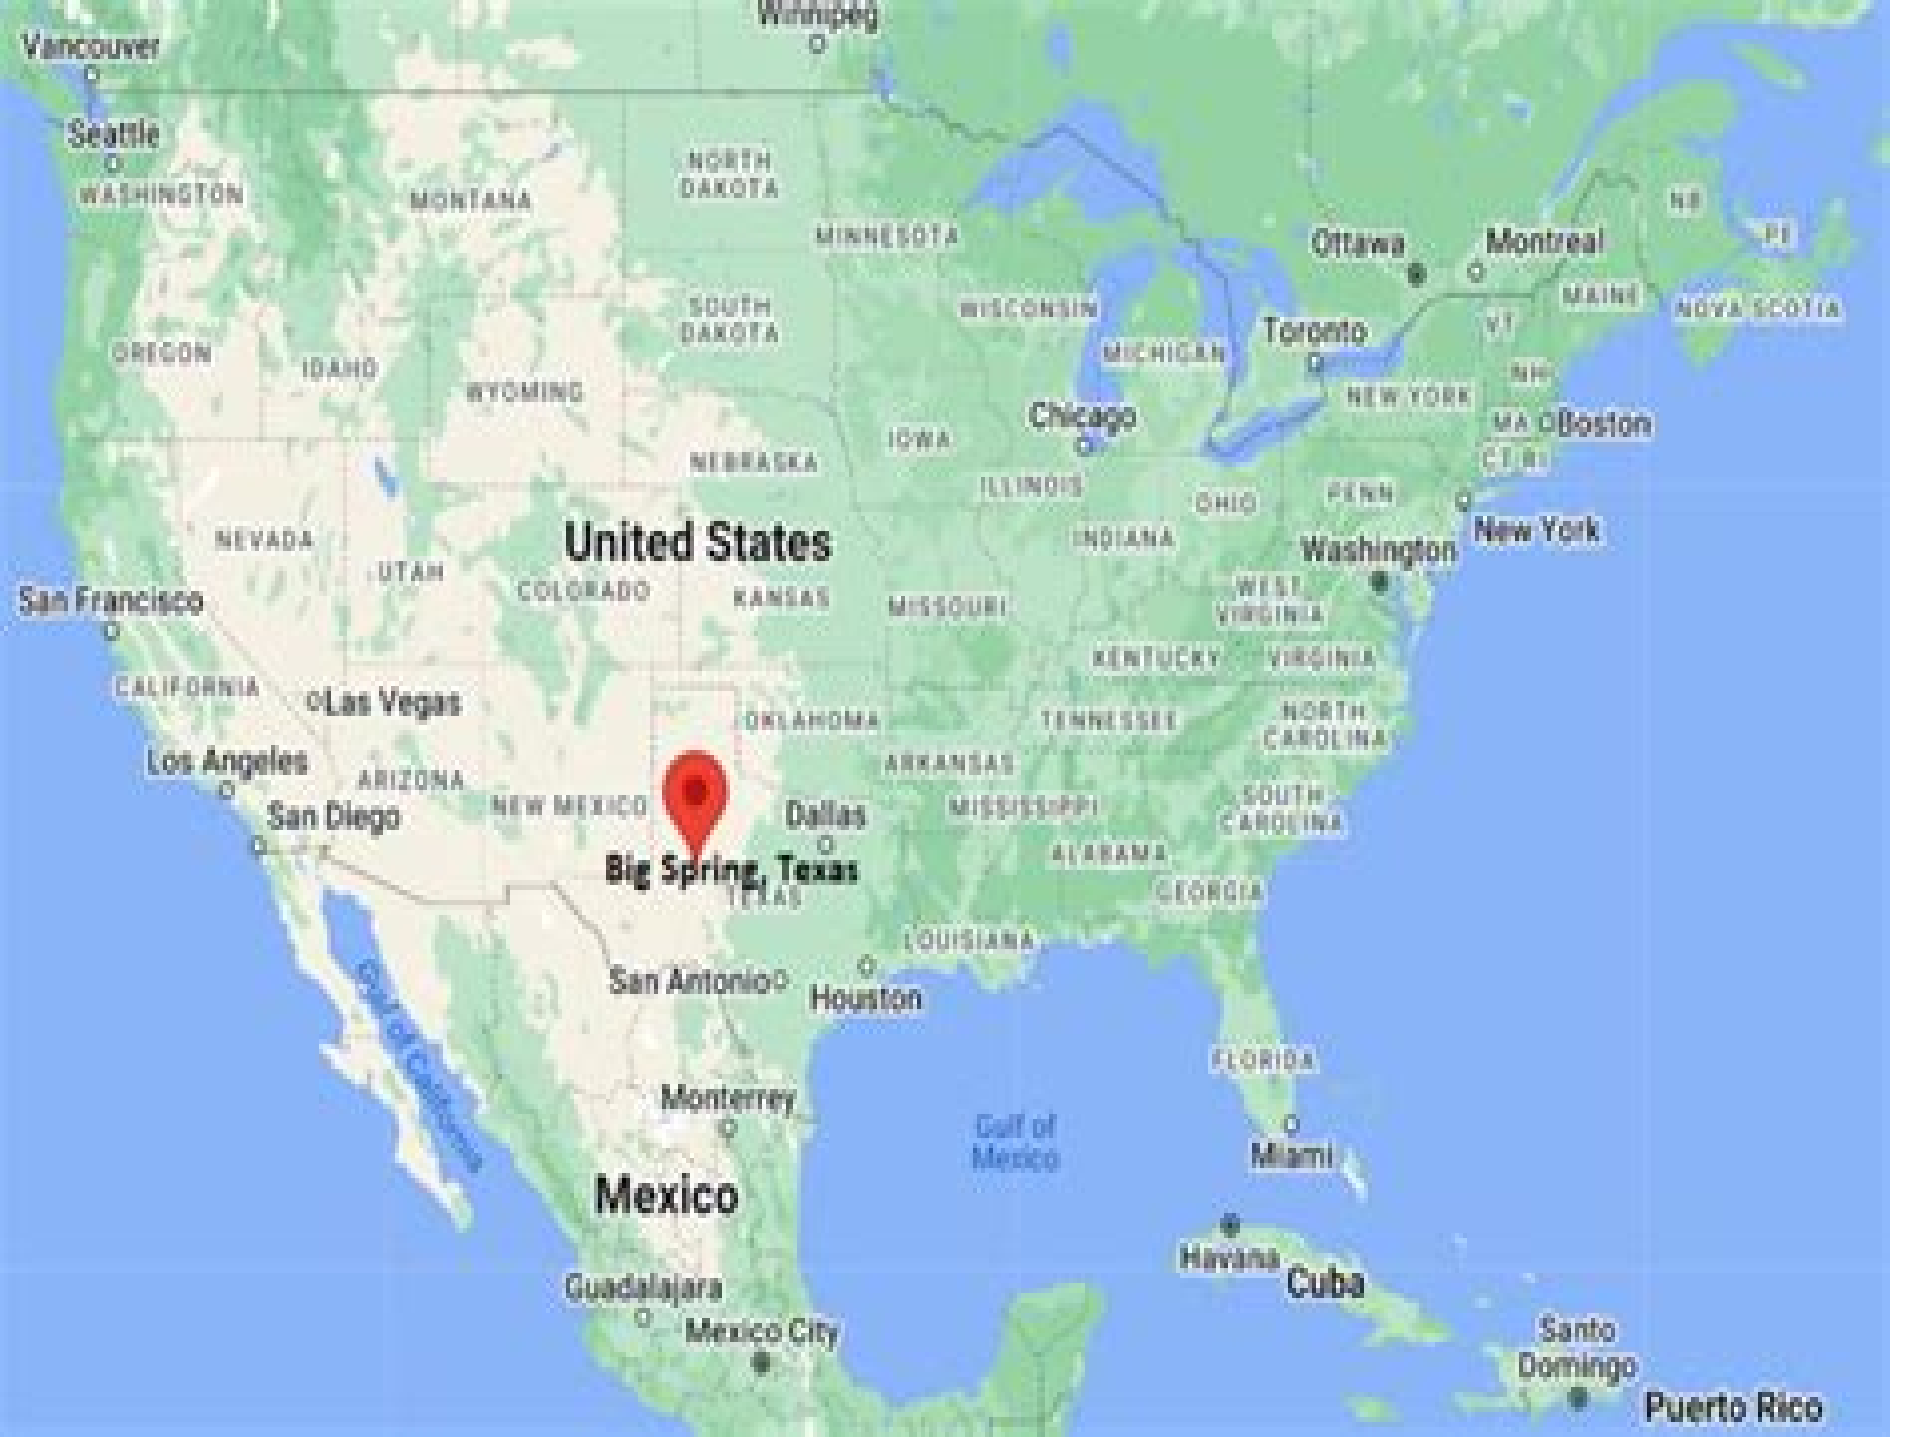 Winnipeg
Vancouver
Seattle
WASHINGTON
MONTANA
NORTH
DAKOTA
MINNESOTA
NB
PE
Ottawa
Montreal
MAINE
NOVA SCOTIA
SOUTH
DAKOTA
WISCONSIN
VT
Toronto
MICHIGAN
OREGON
IDAHO
WYOMING
NH
NEW YORK
Chicago
MA
Boston
IOWA
CT RI
NEBRASKA
ILLINOIS
OHIO
PENN
New York
NEVADA
United States
INDIANA
Washington
UTAH
COLORADO
KANSAS
MISSOURI
WEST
VIRGINIA
San Francisco
KENTUCKY
VIRGINIA
CALIFORNIA
Las Vegas
OKLAHOMA
TENNESSEE
NORTH
CAROLINA
Los Angeles
ARIZONA
ARKANSAS
NEW MEXICO
MISSISSIPPI
SOUTH
CAROLINA
San Diego
Dallas
ALABAMA
Big Spring, Texas
TEXAS
GEORGIA
LOUISIANA
San Antonio
Houston
Gulf of California
FLORIDA
Monterrey
Gulf of
Mexico
Miami
Mexico
Havana
Cuba
Guadalajara
Mexico City
Santo
Domingo
Puerto Rico